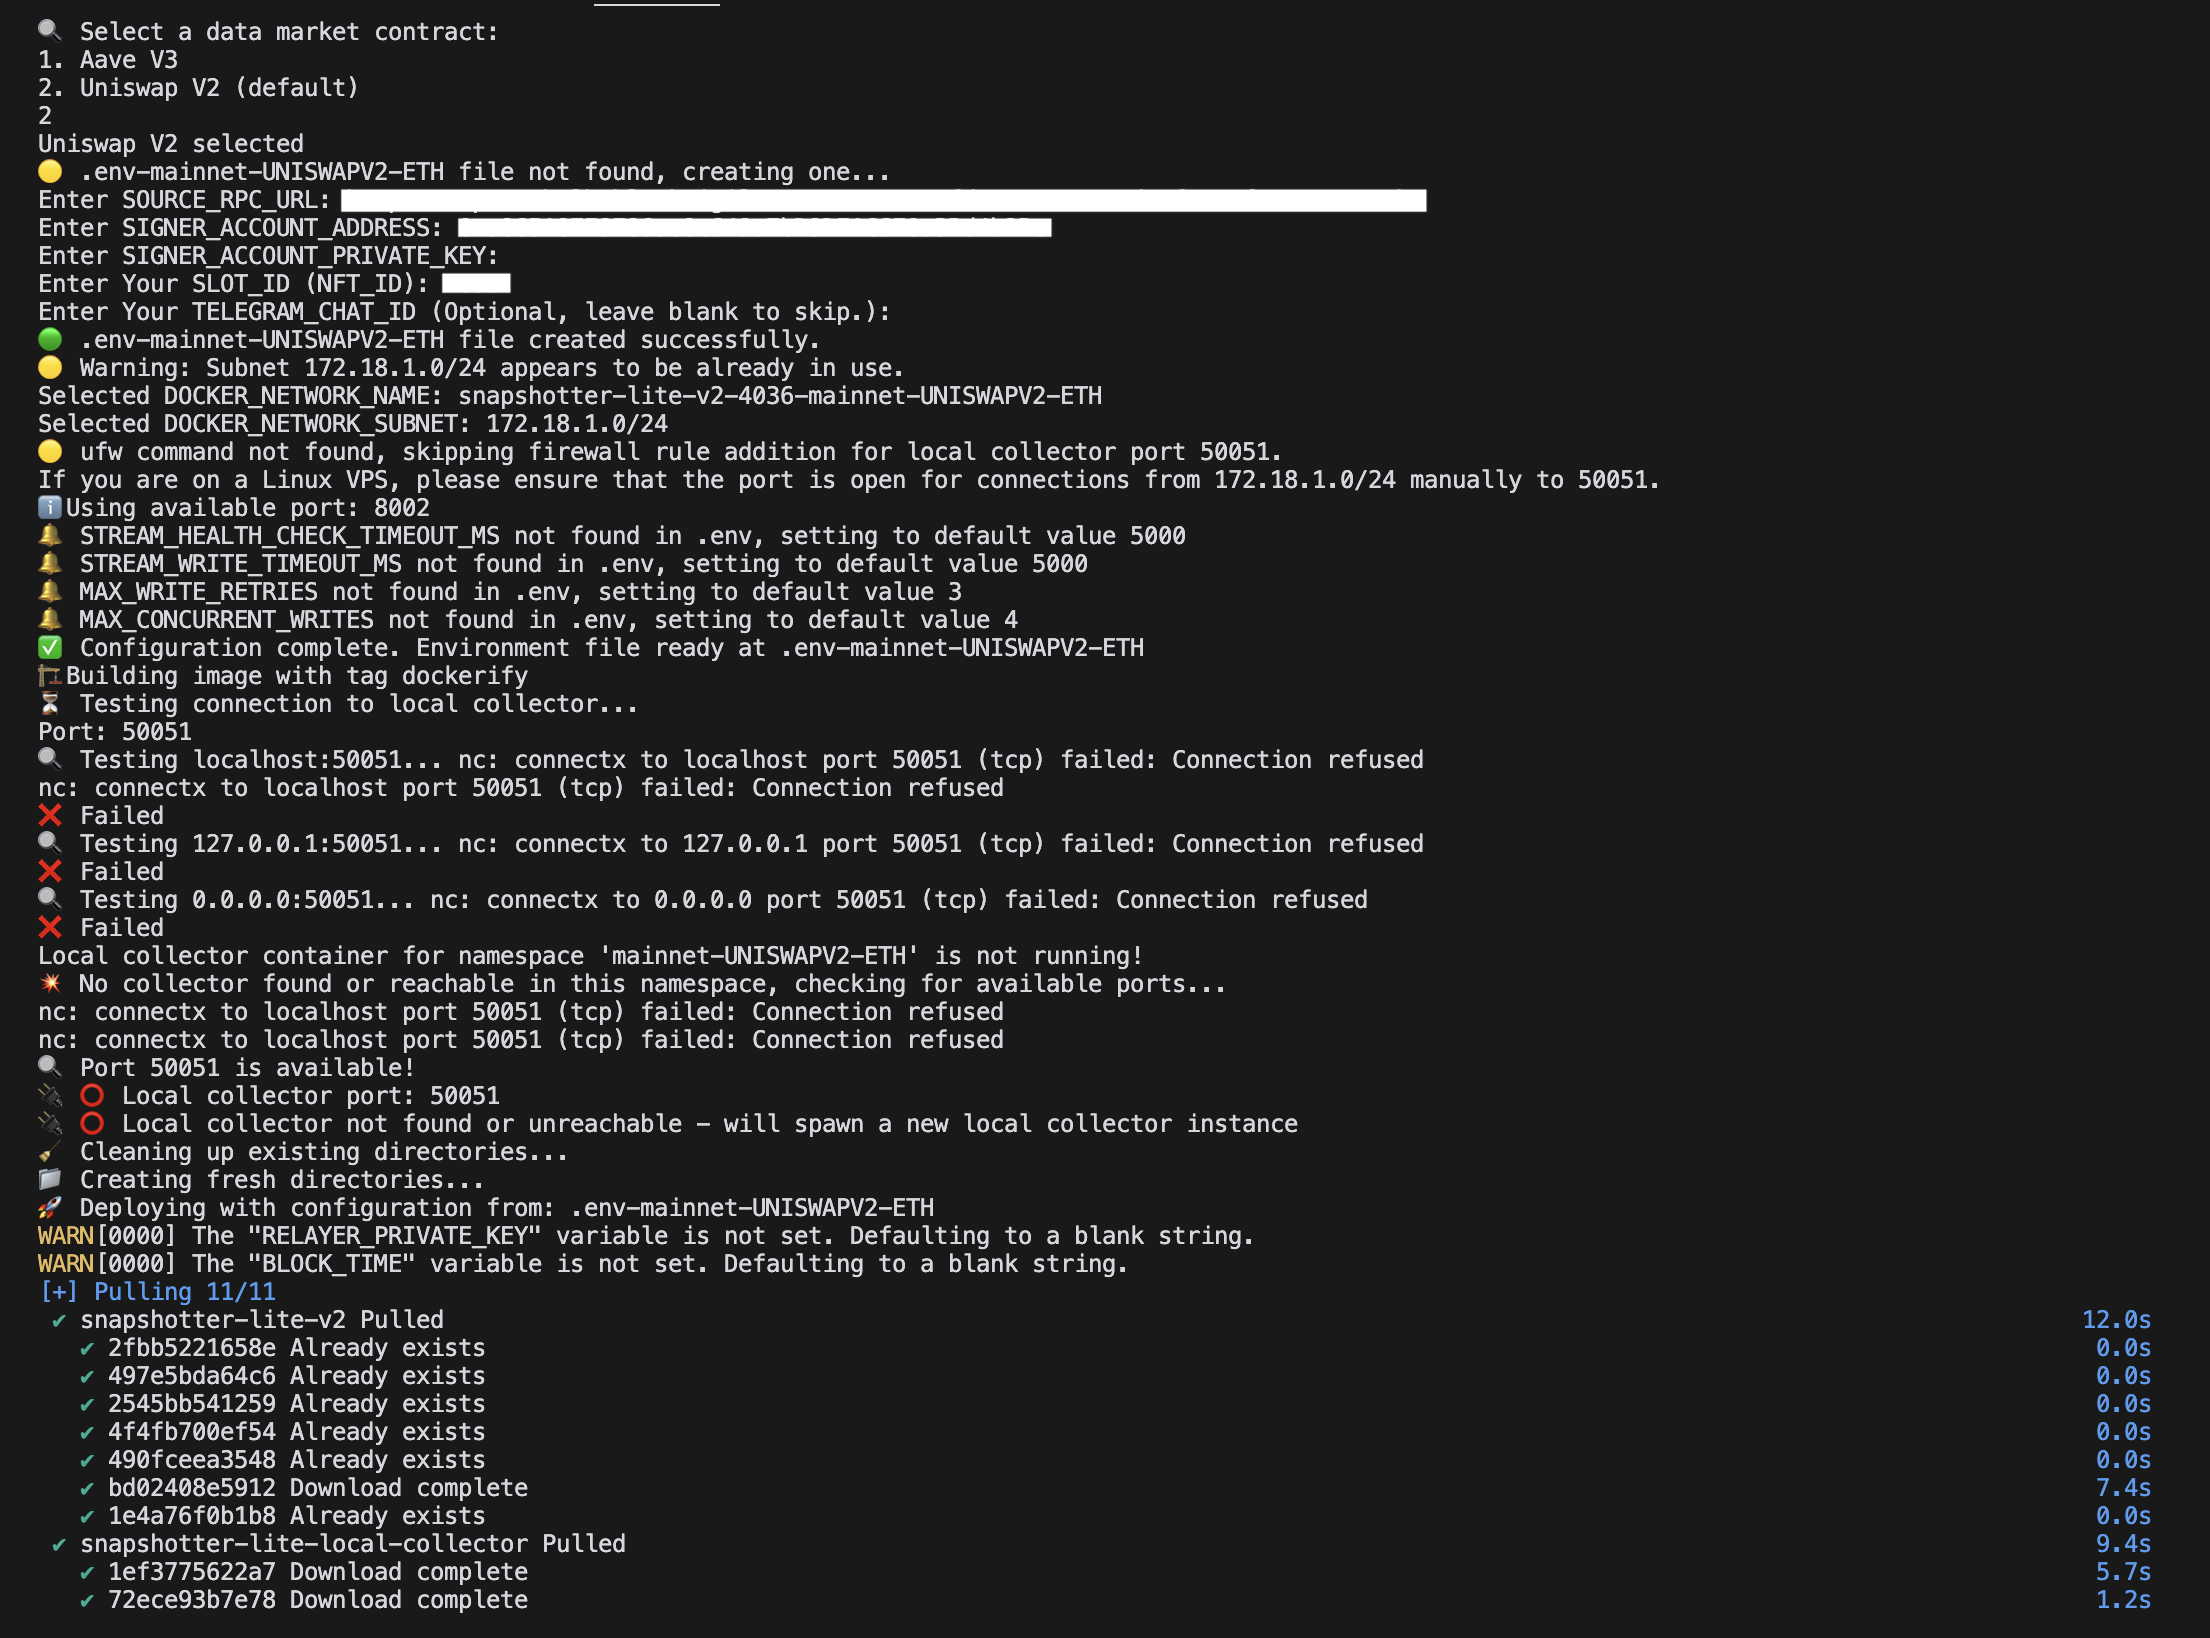 🔍 Select a data market contract:
1. Aave V3
2. Uniswap V2 (default)
2
Uniswap V2 selected
🟡 .env-mainnet-UNISWAPV2-ETH file not found, creating one...
Enter SOURCE_RPC_URL:
Enter SIGNER_ACCOUNT_ADDRESS:
Enter SIGNER_ACCOUNT_PRIVATE_KEY:
Enter Your SLOT_ID (NFT_ID):
Enter Your TELEGRAM_CHAT_ID (Optional, leave blank to skip.):
🟢 .env-mainnet-UNISWAPV2-ETH file created successfully.
🟡 Warning: Subnet 172.18.1.0/24 appears to be already in use.
Selected DOCKER_NETWORK_NAME: snapshotter-lite-v2-4036-mainnet-UNISWAPV2-ETH
Selected DOCKER_NETWORK_SUBNET: 172.18.1.0/24
🟡 ufw command not found, skipping firewall rule addition for local collector port 50051.
If you are on a Linux VPS, please ensure that the port is open for connections from 172.18.1.0/24 manually to 50051.
ℹ️Using available port: 8002
🔔 STREAM_HEALTH_CHECK_TIMEOUT_MS not found in .env, setting to default value 5000
🔔 STREAM_WRITE_TIMEOUT_MS not found in .env, setting to default value 5000
🔔 MAX_WRITE_RETRIES not found in .env, setting to default value 3
🔔 MAX_CONCURRENT_WRITES not found in .env, setting to default value 4
✅ Configuration complete. Environment file ready at .env-mainnet-UNISWAPV2-ETH
🏗️Building image with tag dockerify
⏳ Testing connection to local collector...
Port: 50051
🔍 Testing localhost:50051... nc: connectx to localhost port 50051 (tcp) failed: Connection refused
nc: connectx to localhost port 50051 (tcp) failed: Connection refused
❌ Failed
🔍 Testing 127.0.0.1:50051... nc: connectx to 127.0.0.1 port 50051 (tcp) failed: Connection refused
❌ Failed
🔍 Testing 0.0.0.0:50051... nc: connectx to 0.0.0.0 port 50051 (tcp) failed: Connection refused
❌ Failed
Local collector container for namespace 'mainnet-UNISWAPV2-ETH' is not running!
💥 No collector found or reachable in this namespace, checking for available ports...
nc: connectx to localhost port 50051 (tcp) failed: Connection refused
nc: connectx to localhost port 50051 (tcp) failed: Connection refused
🔍 Port 50051 is available!
🔌 ⭕ Local collector port: 50051
🔌 ⭕ Local collector not found or unreachable - will spawn a new local collector instance
🧹 Cleaning up existing directories...
📁 Creating fresh directories...
🚀 Deploying with configuration from: .env-mainnet-UNISWAPV2-ETH
WARN[0000] The "RELAYER_PRIVATE_KEY" variable is not set. Defaulting to a blank string.
WARN[0000] The "BLOCK_TIME" variable is not set. Defaulting to a blank string.
[+] Pulling 11/11
✔ snapshotter-lite-v2 Pulled 12.0s
✔ 2fbb5221658e Already exists 0.0s
✔ 497e5bda64c6 Already exists 0.0s
✔ 2545bb541259 Already exists 0.0s
✔ 4f4fb700ef54 Already exists 0.0s
✔ 490fceea3548 Already exists 0.0s
✔ bd02408e5912 Download complete 7.4s
✔ 1e4a76f0b1b8 Already exists 0.0s
✔ snapshotter-lite-local-collector Pulled 9.4s
✔ 1ef3775622a7 Download complete 5.7s
✔ 72ece93b7e78 Download complete 1.2s